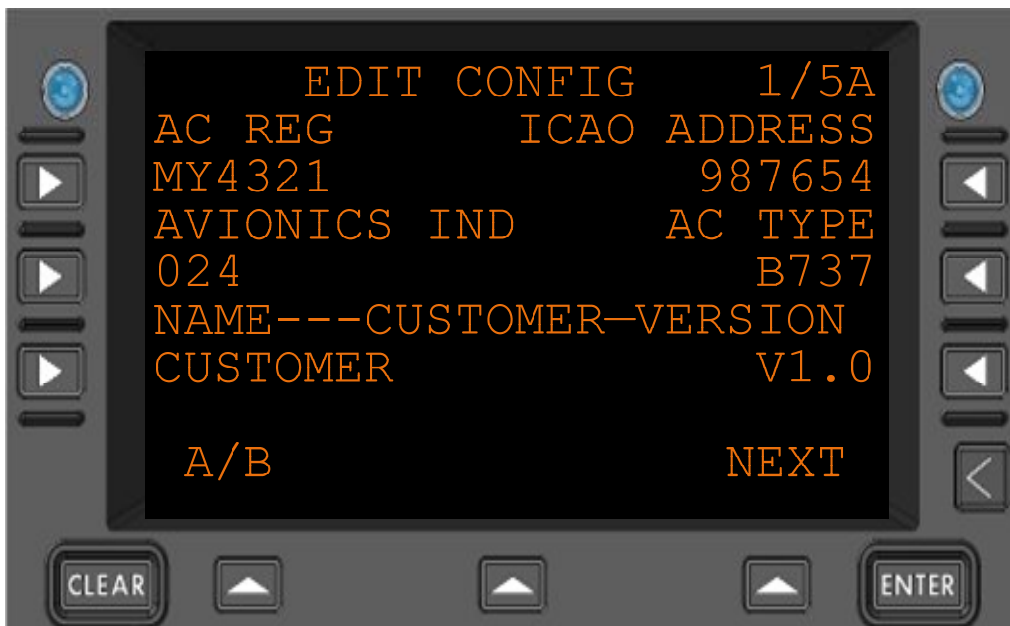 EDIT CONFIG 1/5A
AC REG ICAO ADDRESS
MY4321 987654
AVIONICS IND AC TYPE
024 B737
NAME---CUSTOMER—VERSION
CUSTOMER V1.0
A/B NEXT
CLEAR ENTER